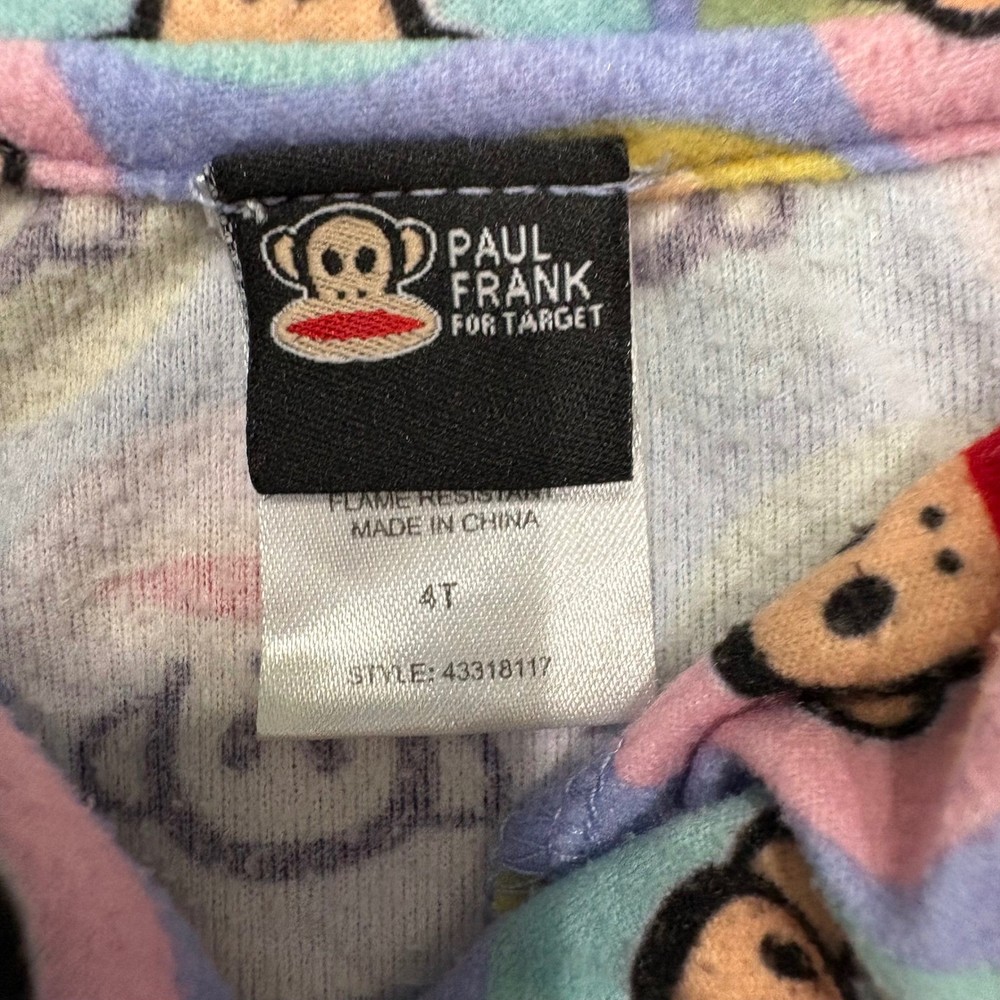 PAUL
FRANK
FOR TARGET
FLAME RESISTANT
MADE IN CHINA
4T
STYLE: 43318117